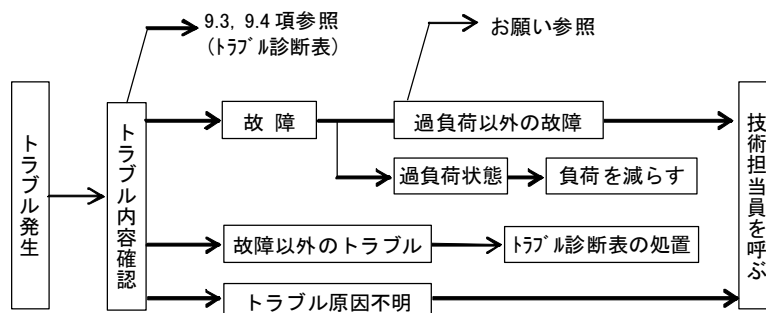 9.3, 9.4 項参照
(ﾄﾗﾌﾞﾙ診断表)
お願い参照
トラブル発生
トラブル内容確認
故 障
過負荷以外の故障
過負荷状態
負荷を減らす
故障以外のトラブル
ﾄﾗﾌﾞﾙ診断表の処置
トラブル原因不明
技術担当員を呼ぶ